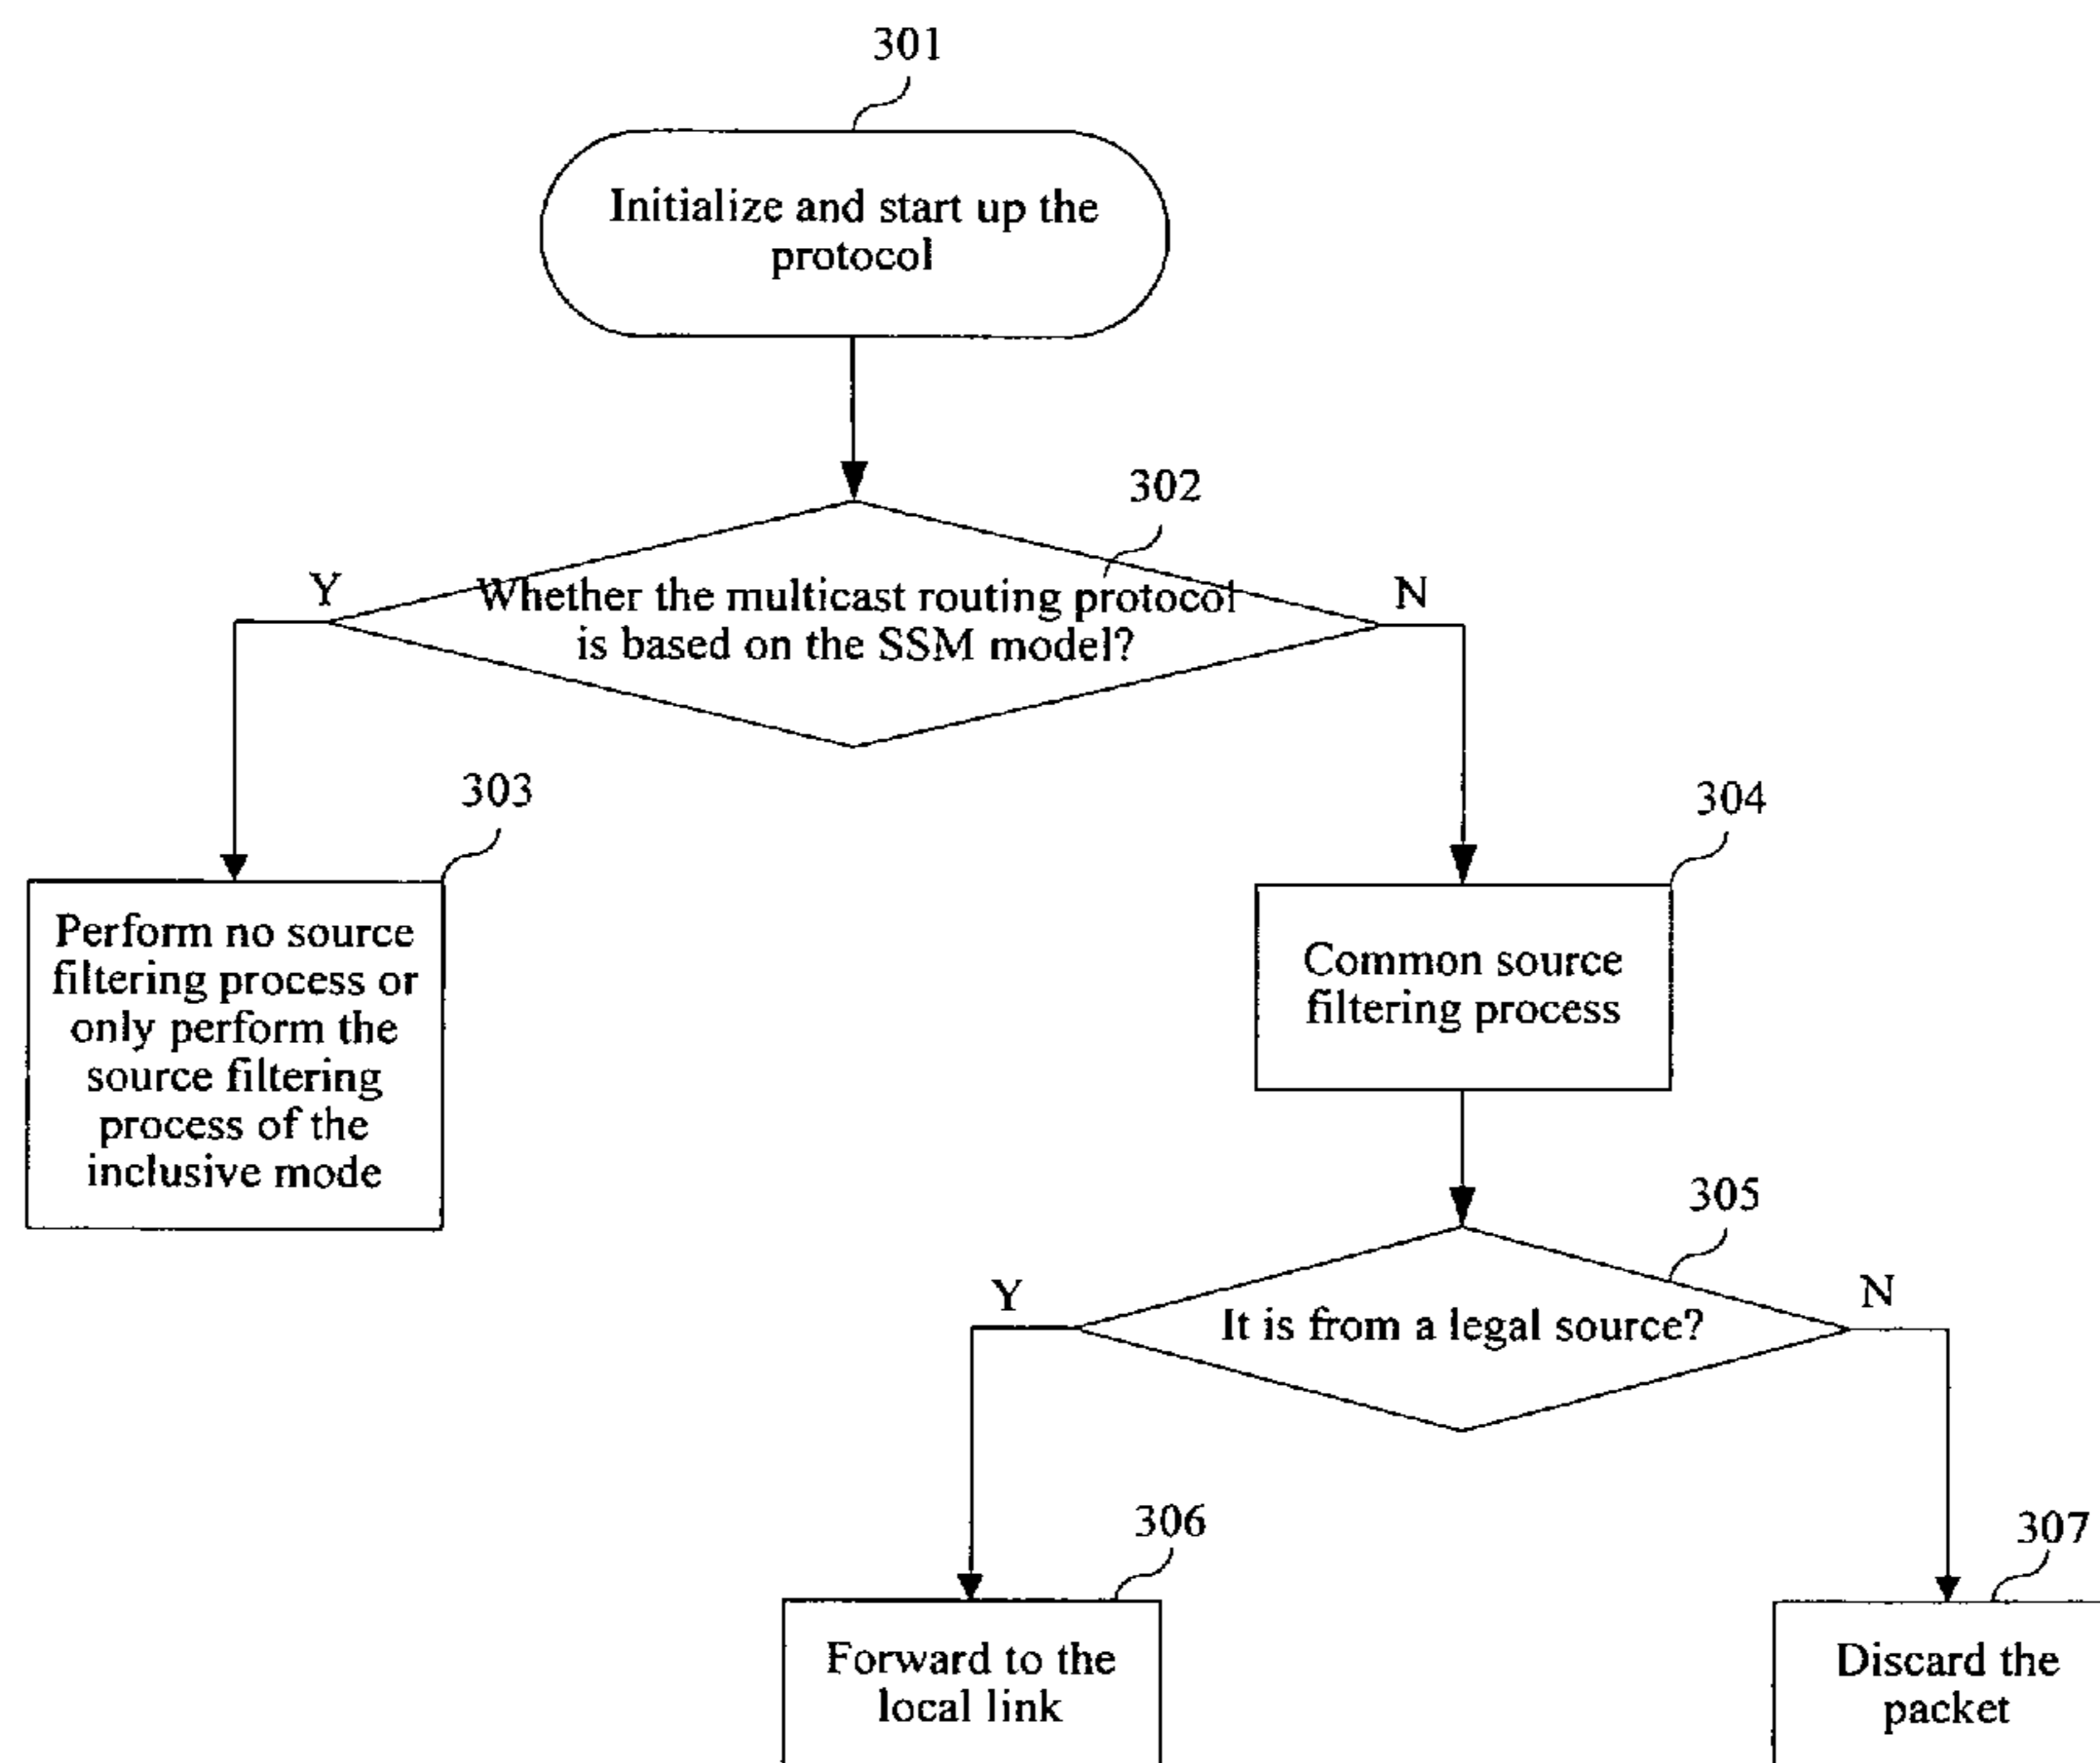 301
Initialize and start up the
protocol
302
Y
N
Whether the multicast routing protocol
is based on the SSM model?
303
304
Perform no source
filtering process or
only perform the
source filtering
process of the
inclusive mode
Common source
filtering process
305
Y
N
It is from a legal source?
306
307
Forward to the
local link
Discard the
packet